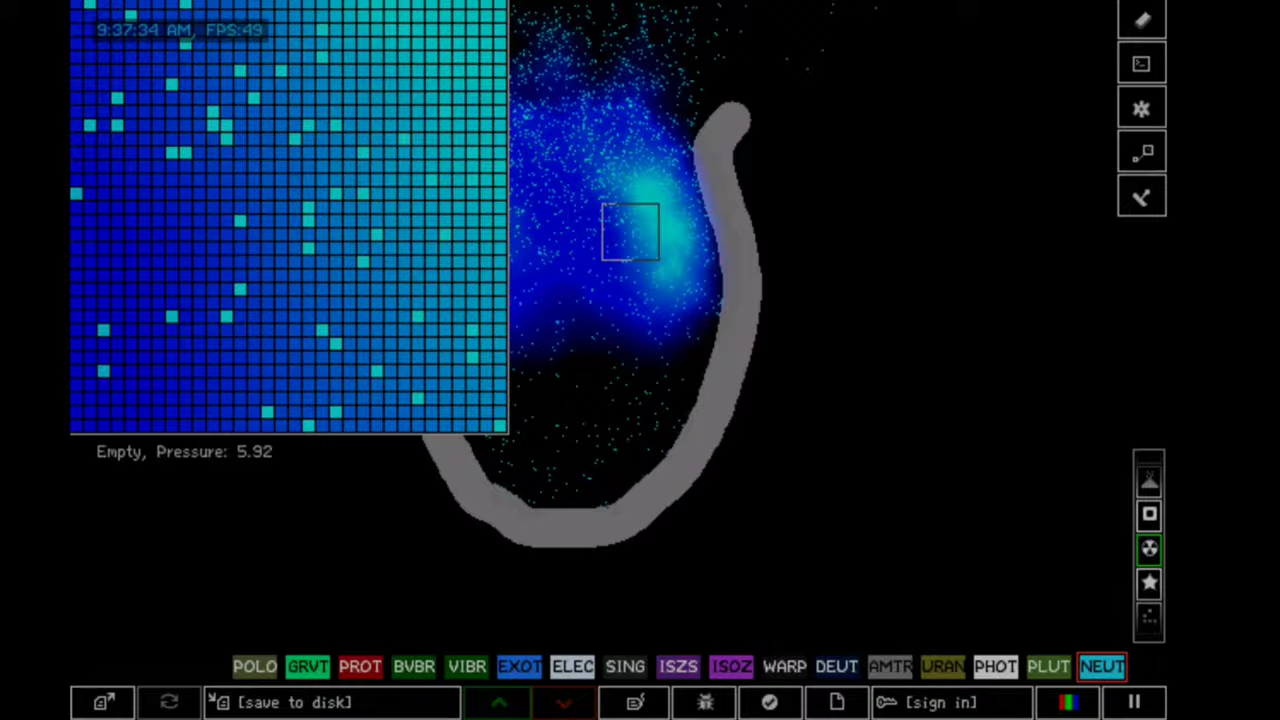 9:37:34 AM, FPS:49
Empty, Pressure: 5.92
POLO GRVT PROT BVBR VIBR EXOT ELEC SING ISZS ISOZ WARP DEUT AMTR URAN PHOT PLUT NEUT
[save to disk] [sign in]